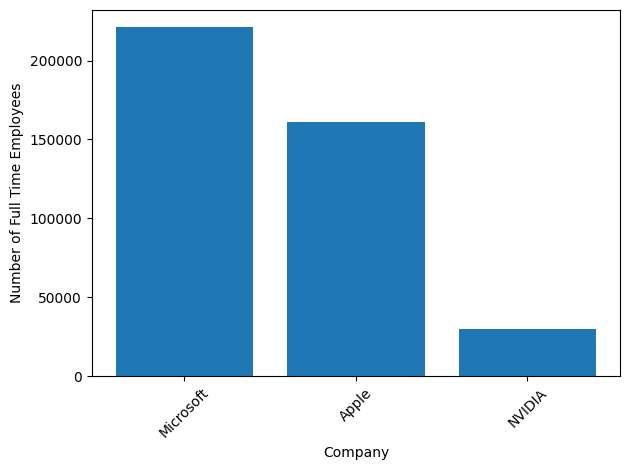 Number of Full Time Employees
200000
150000
100000
50000
0
Microsoft
Apple
NVIDIA
Company